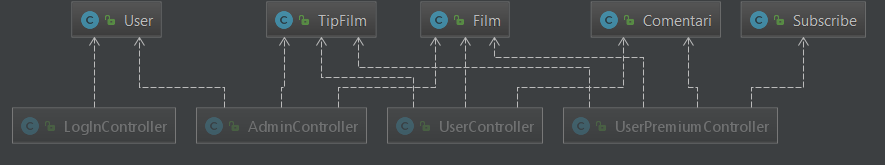 C User
C TipFilm
C Film
C Comentari
C Subscribe
C LogInController
C AdminController
C UserController
C UserPremiumController